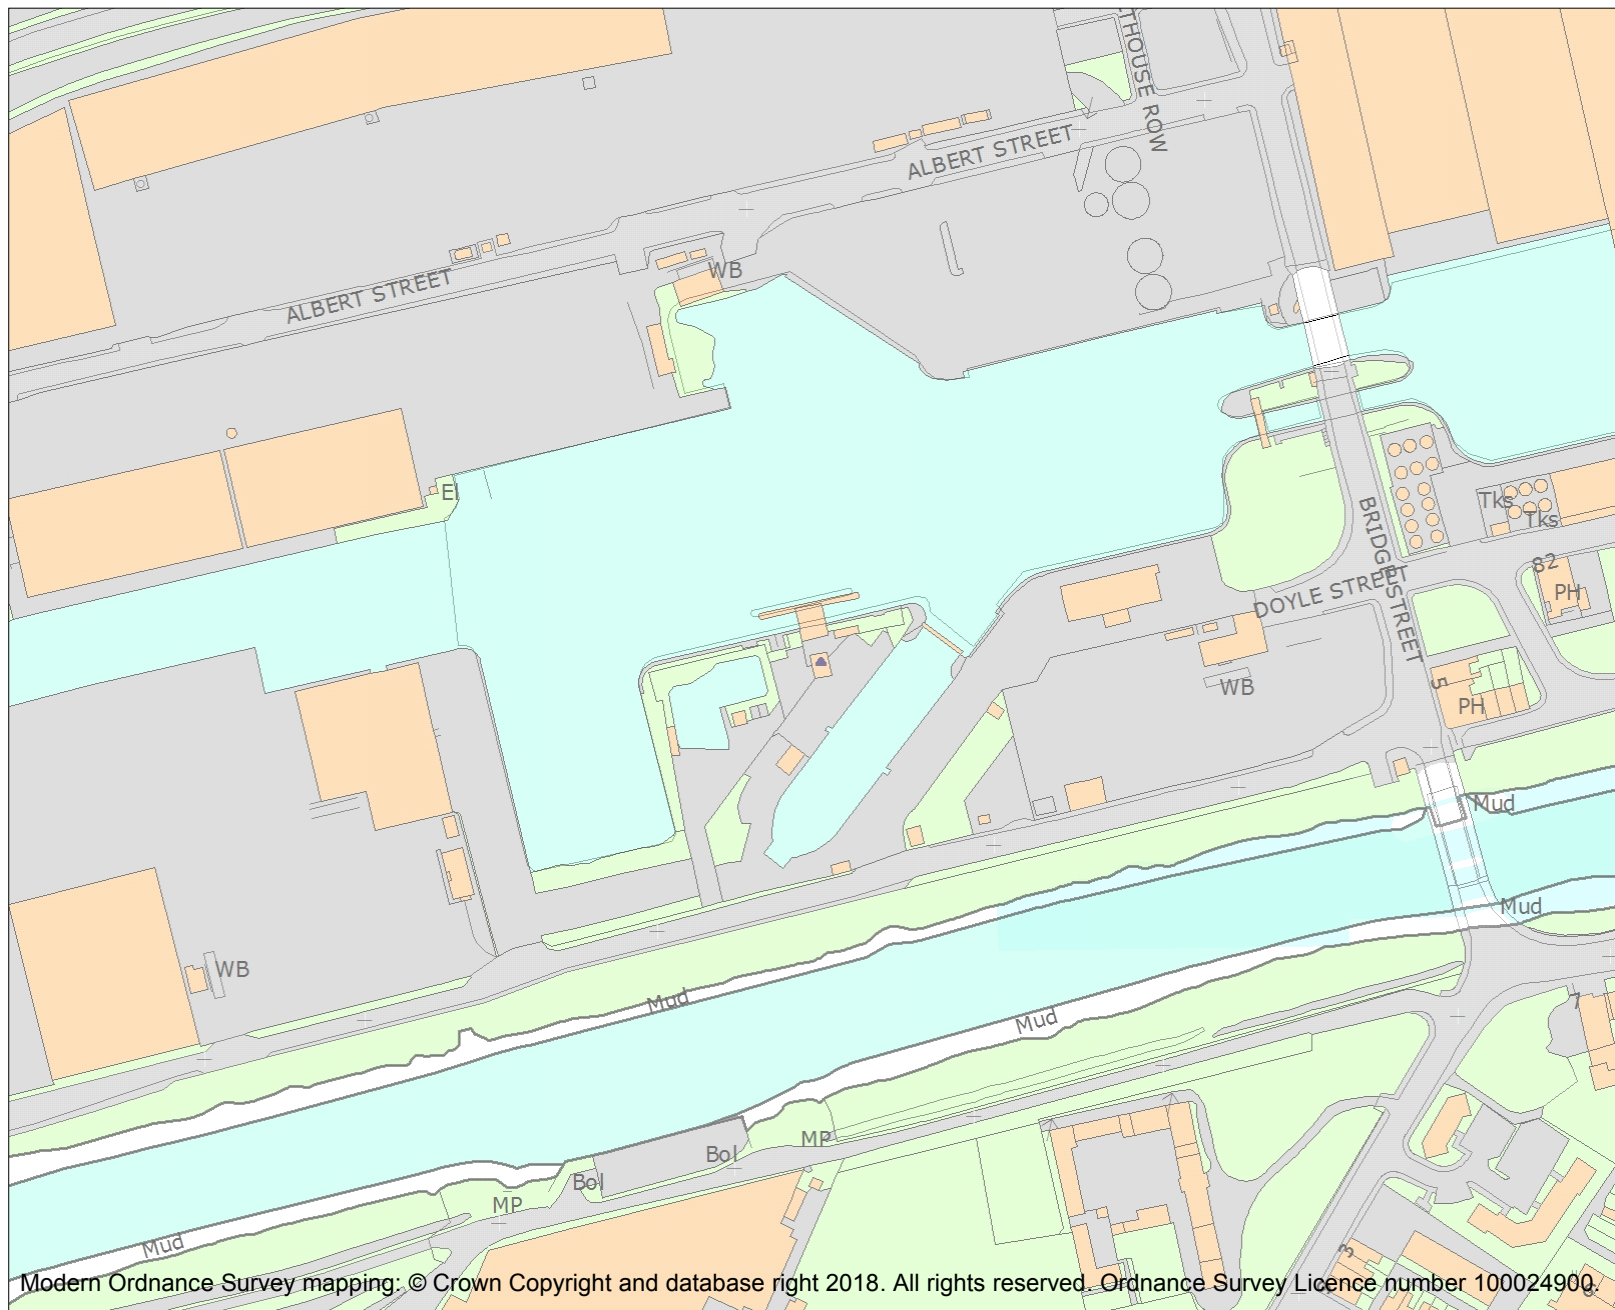 LTHOUSE ROW
ALBERT STREET
WB
ALBERT STREET
El
BRIDGE STREET
Tks
Tks
82
PH
DOYLE STREET
5
WB
PH
Mud
Mud
WB
Mud
Mud
7
MP
Bol
Bol
MP
Mud
3
Modern Ordnance Survey mapping: © Crown Copyright and database right 2018. All rights reserved. Ordnance Survey Licence number 100024900.